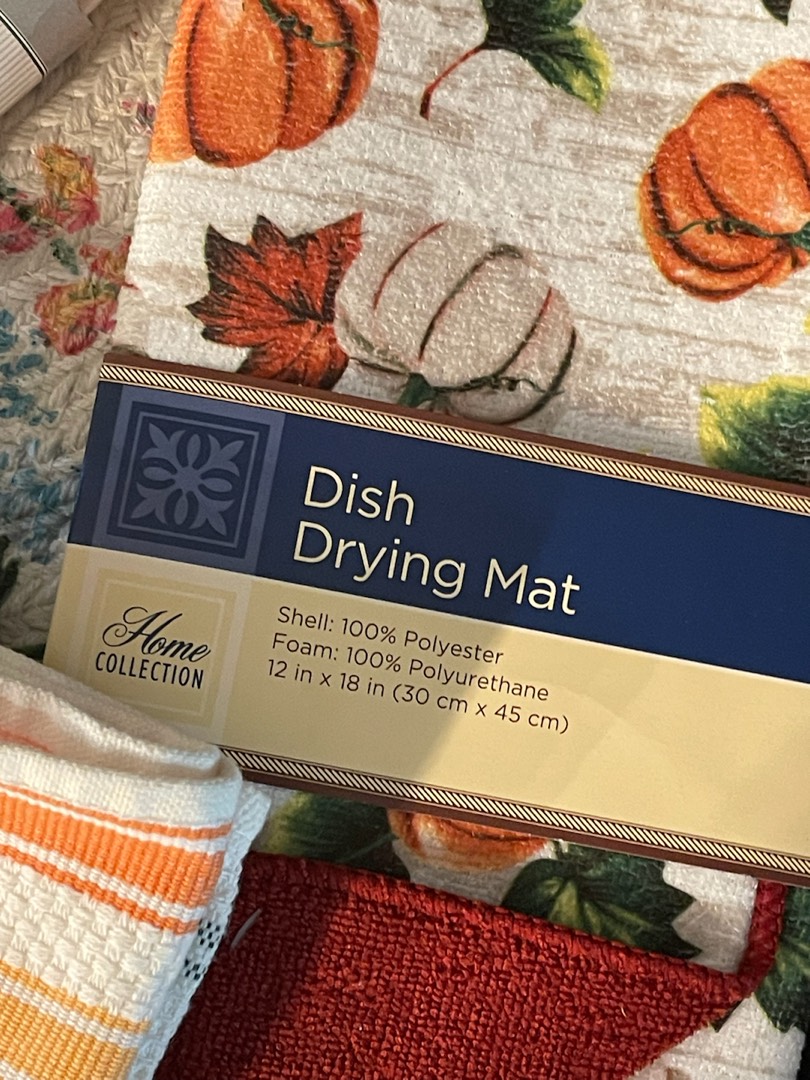 Dish
Drying Mat
Home
COLLECTION
Shell: 100% Polyester
Foam: 100% Polyurethane
12 in x 18 in (30 cm x 45 cm)